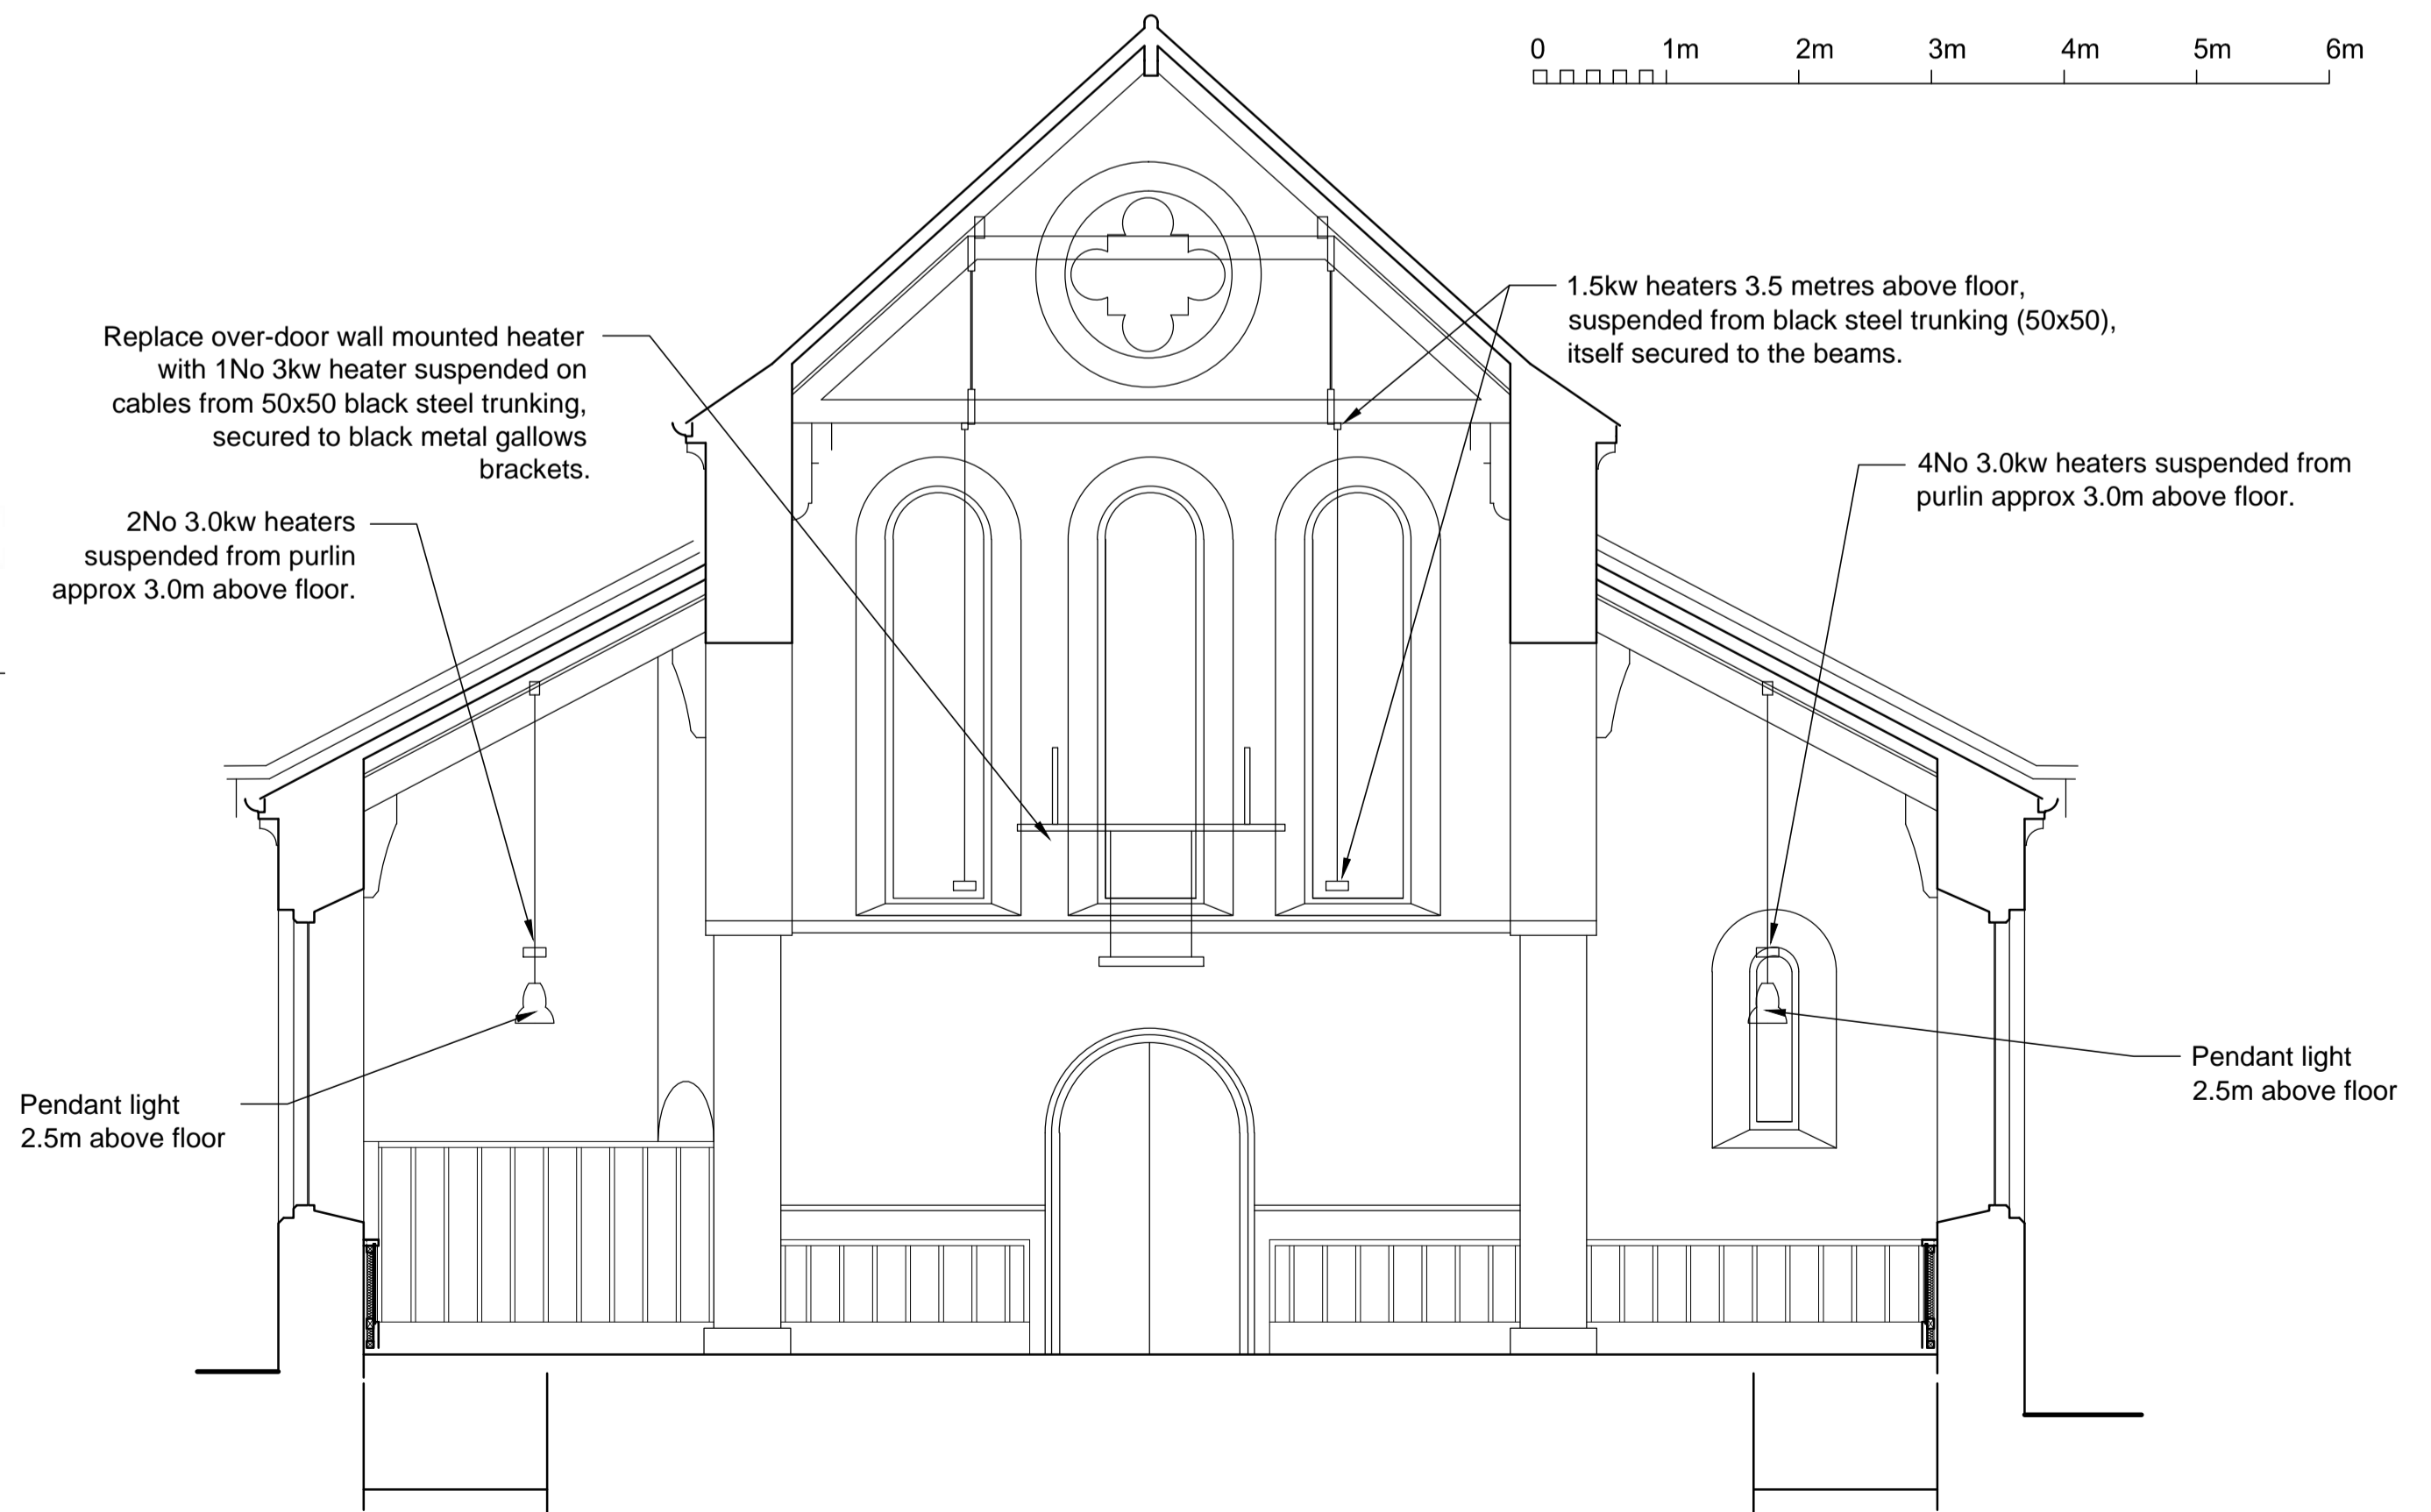 0 1m 2m 3m 4m 5m 6m
Replace over-door wall mounted heater
with 1No 3kw heater suspended on
cables from 50x50 black steel trunking,
secured to black metal gallows
brackets.
1.5kw heaters 3.5 metres above floor,
suspended from black steel trunking (50x50),
itself secured to the beams.
2No 3.0kw heaters
suspended from purlin
approx 3.0m above floor.
4No 3.0kw heaters suspended from
purlin approx 3.0m above floor.
Pendant light
2.5m above floor
Pendant light
2.5m above floor